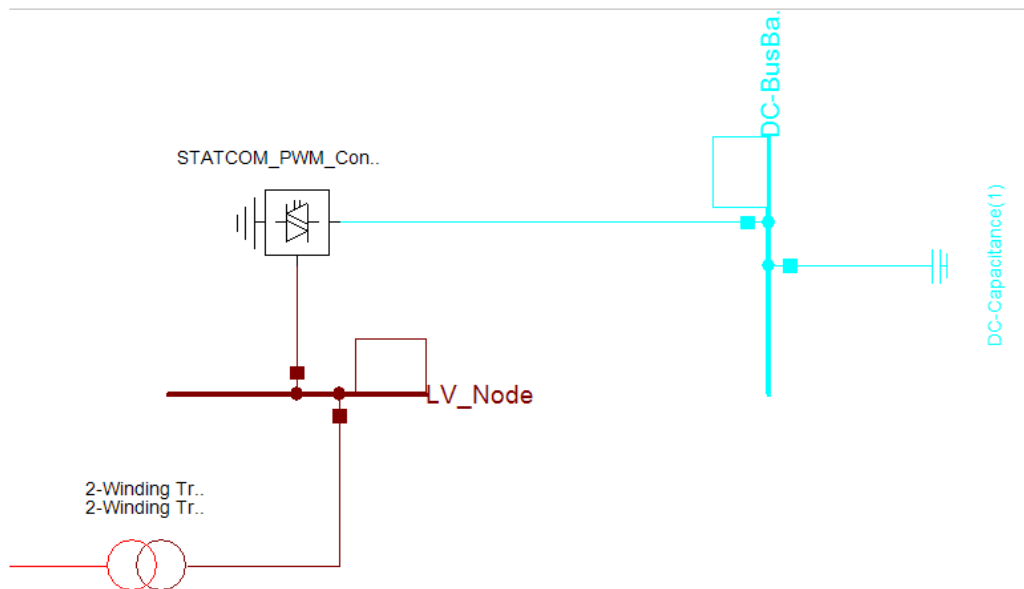 DC-BusBa.
STATCOM_PWM_Con..
DC-Capacitance(1)
LV_Node
2-Winding Tr..
2-Winding Tr..